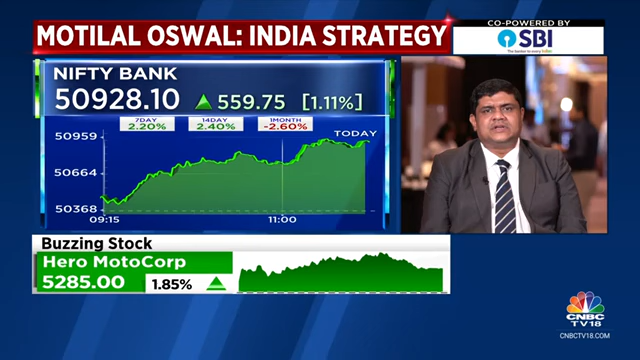 MOTILAL OSWAL: INDIA STRATEGY
CO-POWERED BY
SBI
The banker to every Indian
NIFTY BANK
50928.10 559.75 [1.11%]
7DAY 14DAY 1MONTH
2.20% 2.40% -2.60%
TODAY
50959
50664
50368
09:15 11:00
Buzzing Stock
Hero MotoCorp
5285.00 1.85%
CNBC
TV18
CNBCTV18.COM